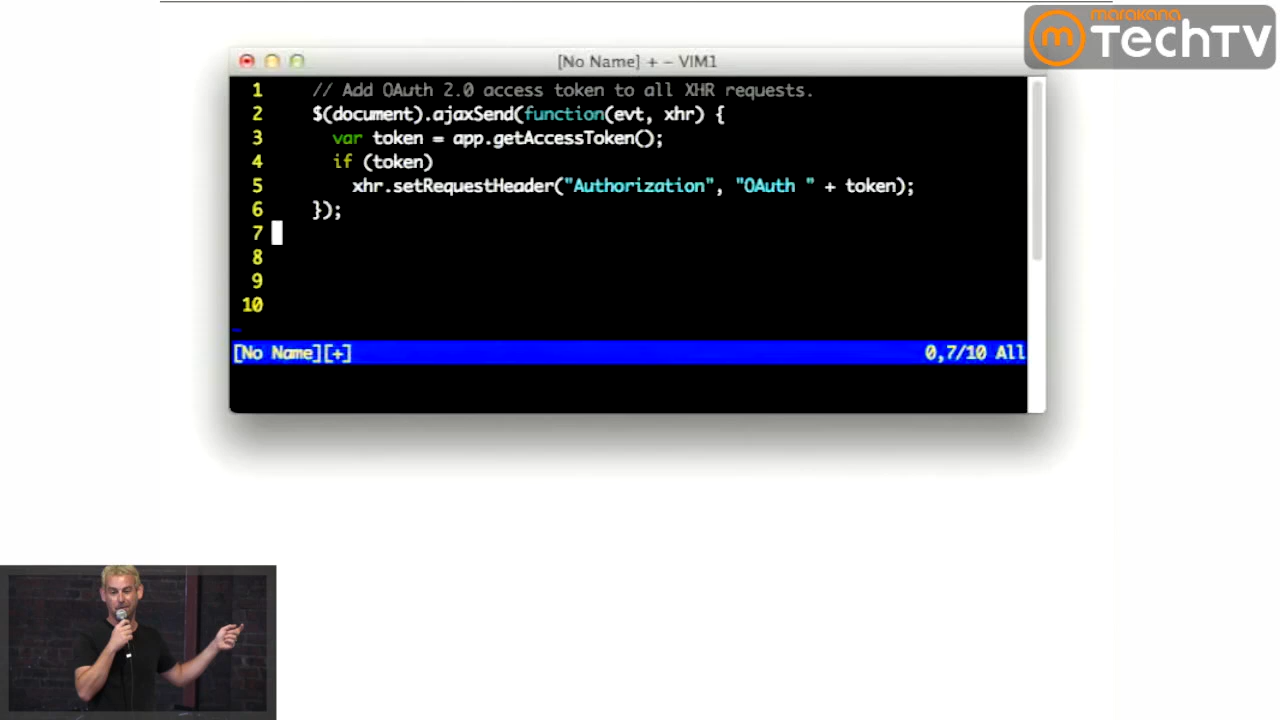 marakana
m TechTV
[No Name] + – VIM1
1 // Add OAuth 2.0 access token to all XHR requests.
2 $(document).ajaxSend(function(evt, xhr) {
3 var token = app.getAccessToken();
4 if (token)
5 xhr.setRequestHeader("Authorization", "OAuth " + token);
6 });
7
8
9
10
~
[No Name][+] 0,7/10 All